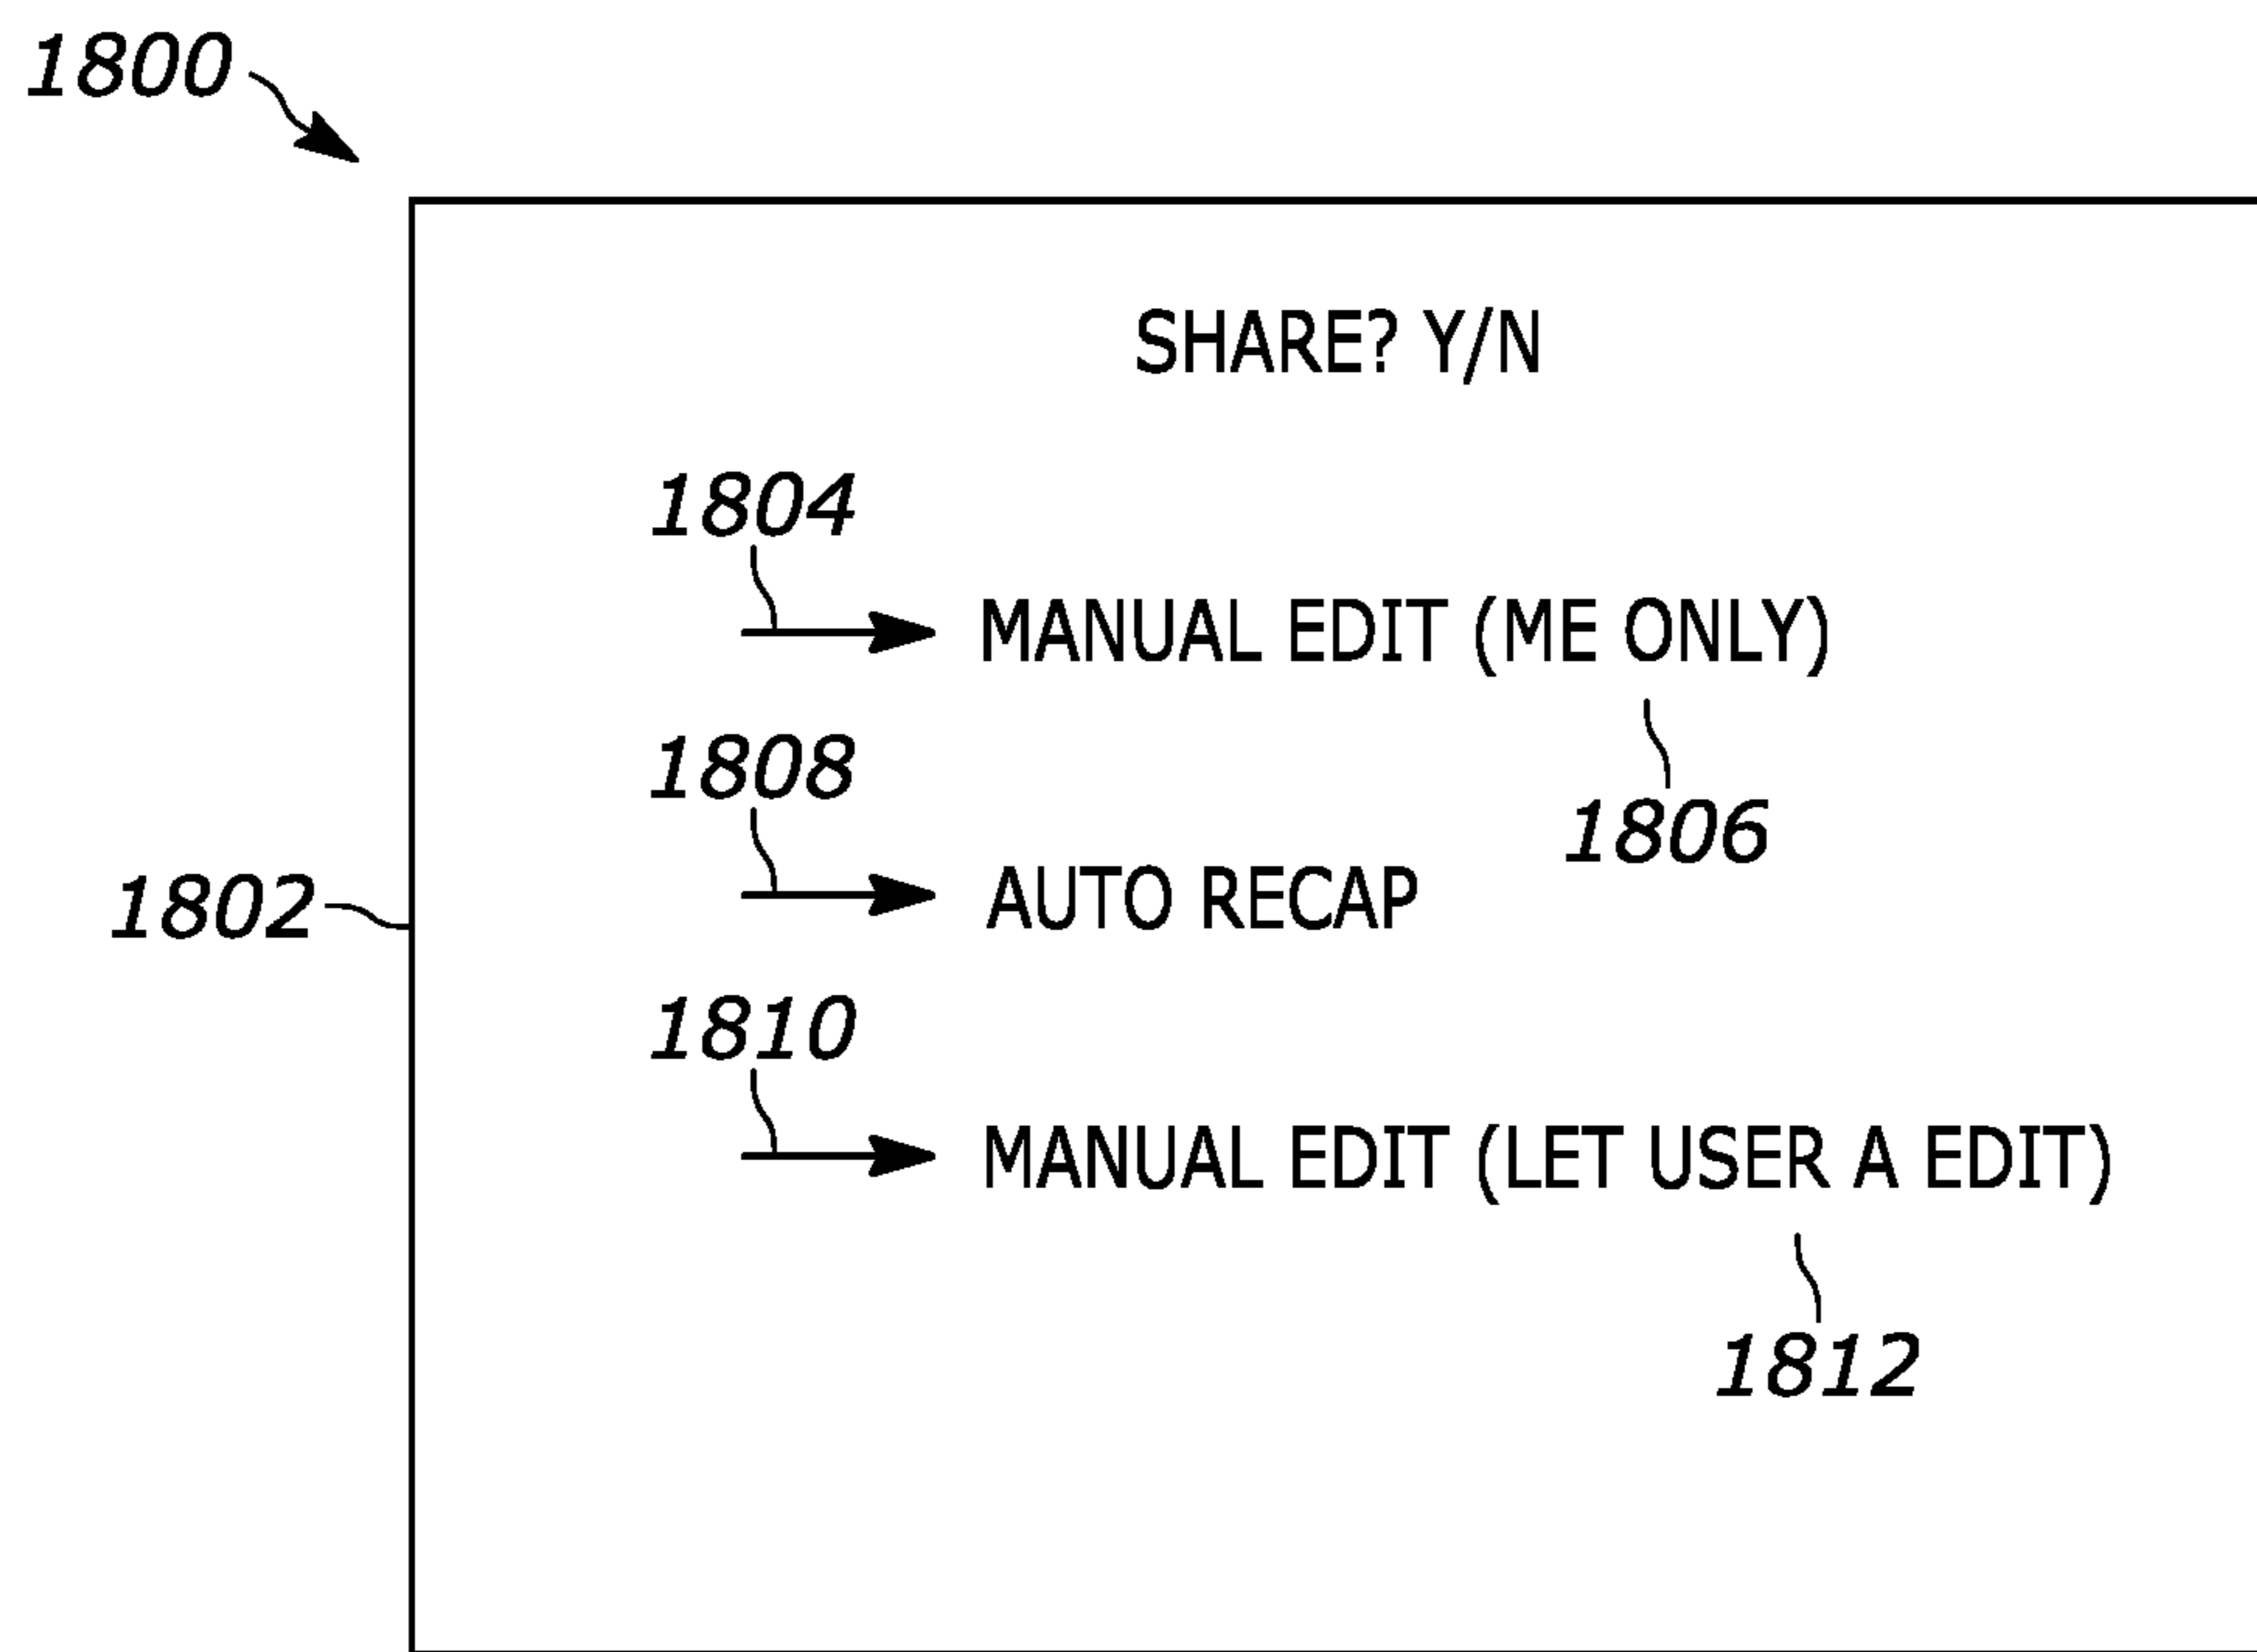 1800
SHARE? Y/N
1804
MANUAL EDIT (ME ONLY)
1806
1808
AUTO RECAP
1802
1810
MANUAL EDIT (LET USER A EDIT)
1812